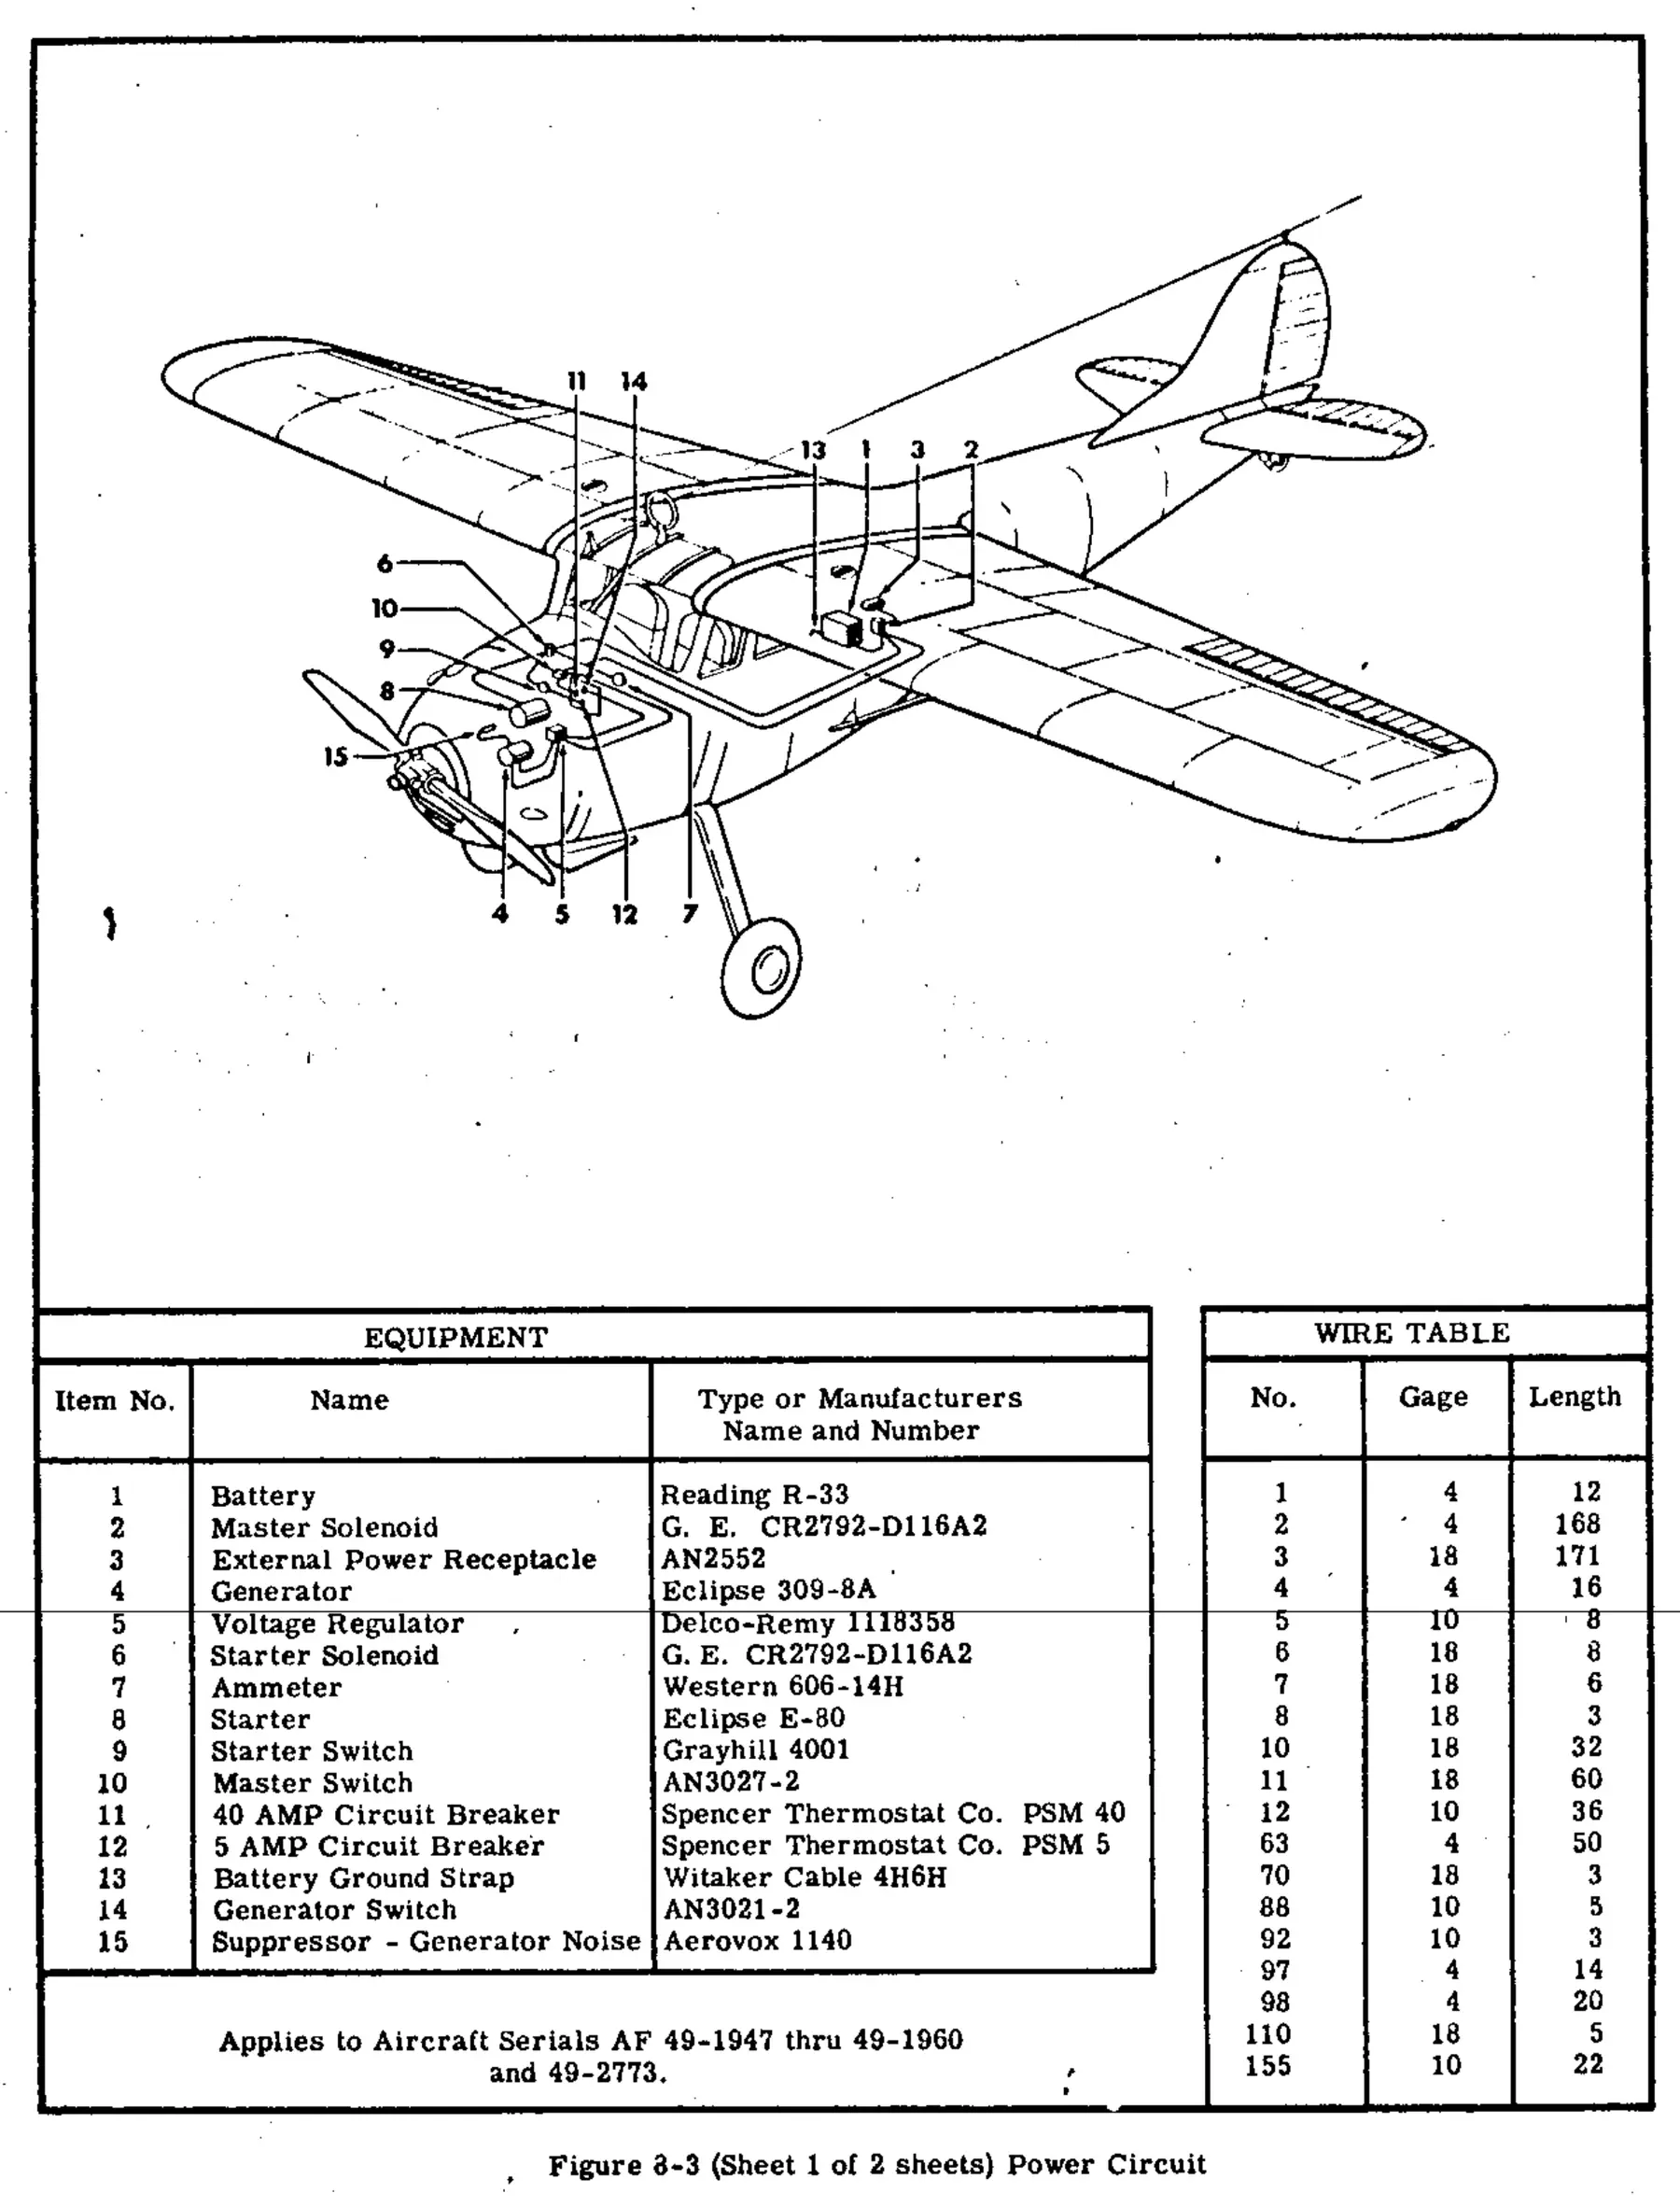 11 14
13 1 3 2
6
10
9
8
15
4 5 12 7
EQUIPMENT
Item No. Name Type or Manufacturers Name and Number
1 Battery Reading R-33
2 Master Solenoid G. E. CR2792-D116A2
3 External Power Receptacle AN2552
4 Generator Eclipse 309-8A
5 Voltage Regulator Delco-Remy 1118358
6 Starter Solenoid G. E. CR2792-D116A2
7 Ammeter Western 606-14H
8 Starter Eclipse E-80
9 Starter Switch Grayhill 4001
10 Master Switch AN3027-2
11 40 AMP Circuit Breaker Spencer Thermostat Co. PSM 40
12 5 AMP Circuit Breaker Spencer Thermostat Co. PSM 5
13 Battery Ground Strap Witaker Cable 4H6H
14 Generator Switch AN3021-2
15 Suppressor - Generator Noise Aerovox 1140
Applies to Aircraft Serials AF 49-1947 thru 49-1960
and 49-2773.
WIRE TABLE
No. Gage Length
1 4 12
2 4 168
3 18 171
4 4 16
5 10 8
6 18 8
7 18 6
8 18 3
10 18 32
11 18 60
12 10 36
63 4 50
70 18 3
88 10 5
92 10 3
97 4 14
98 4 20
110 18 5
155 10 22
Figure 8-3 (Sheet 1 of 2 sheets) Power Circuit